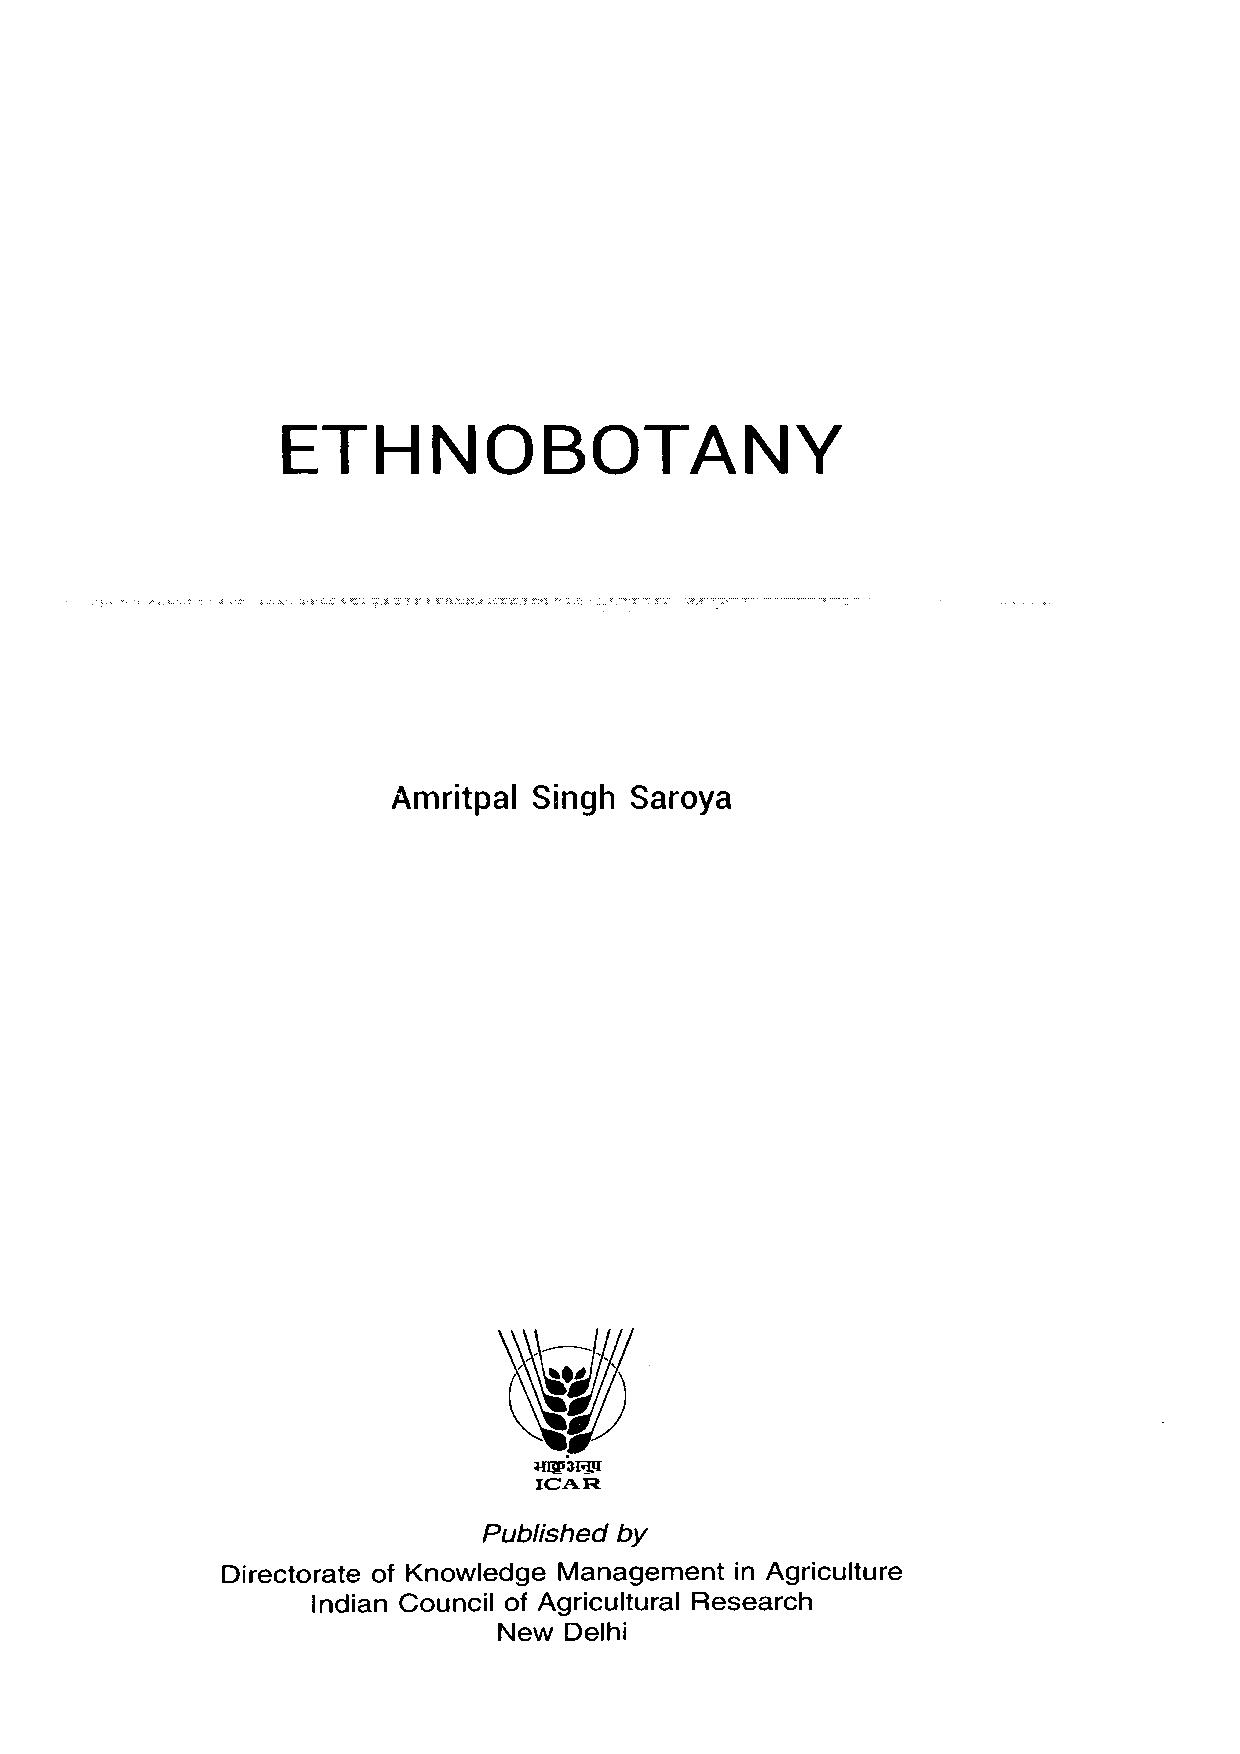 ETHNOBOTANY
Amritpal Singh Saroya
भाकृअनुप
ICAR
Published by
Directorate of Knowledge Management in Agriculture
Indian Council of Agricultural Research
New Delhi